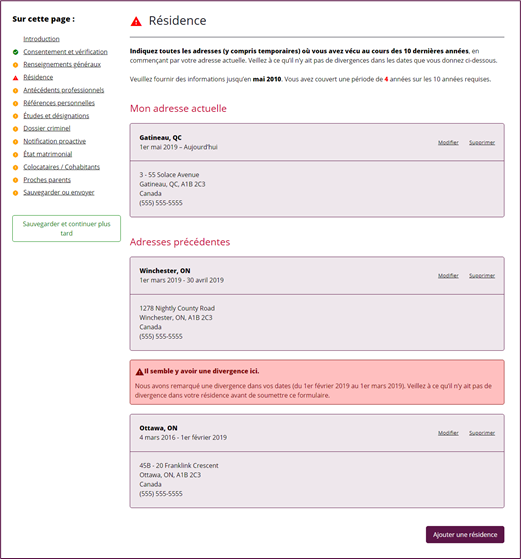 Sur cette page :
Introduction
Consentement et vérification
Renseignements généraux
Résidence
Antécédents professionnels
Références personnelles
Études et désignations
Dossier criminel
Notification proactive
État matrimonial
Colocataires / Cohabitants
Proches parents
Sauvegarder ou envoyer
Sauvegarder et continuer plus
tard
Résidence
Indiquez toutes les adresses (y compris temporaires) où vous avez vécu au cours des 10 dernières années, en
commençant par votre adresse actuelle. Veillez à ce qu'il n'y ait pas de divergences dans les dates que vous donnez ci-dessous.
Veuillez fournir des informations jusqu'en mai 2010. Vous avez couvert une période de 4 années sur les 10 années requises.
Mon adresse actuelle
Gatineau, QC
1er mai 2019 – Aujourd'hui
Modifier Supprimer
3 - 55 Solace Avenue
Gatineau, QC, A1B 2C3
Canada
(555) 555-5555
Adresses précédentes
Winchester, ON
1er mars 2019 - 30 avril 2019
Modifier Supprimer
1278 Nightly County Road
Winchester, ON, A1B 2C3
Canada
(555) 555-5555
Il semble y avoir une divergence ici.
Nous avons remarqué une divergence dans vos dates (du 1er février 2019 au 1er mars 2019). Veillez à ce qu'il n'y ait pas de
divergence dans votre résidence avant de soumettre ce formulaire.
Ottawa, ON
4 mars 2016 - 1er février 2019
Modifier Supprimer
45B - 20 Franklink Crescent
Ottawa, ON, A1B 2C3
Canada
(555) 555-5555
Ajouter une résidence